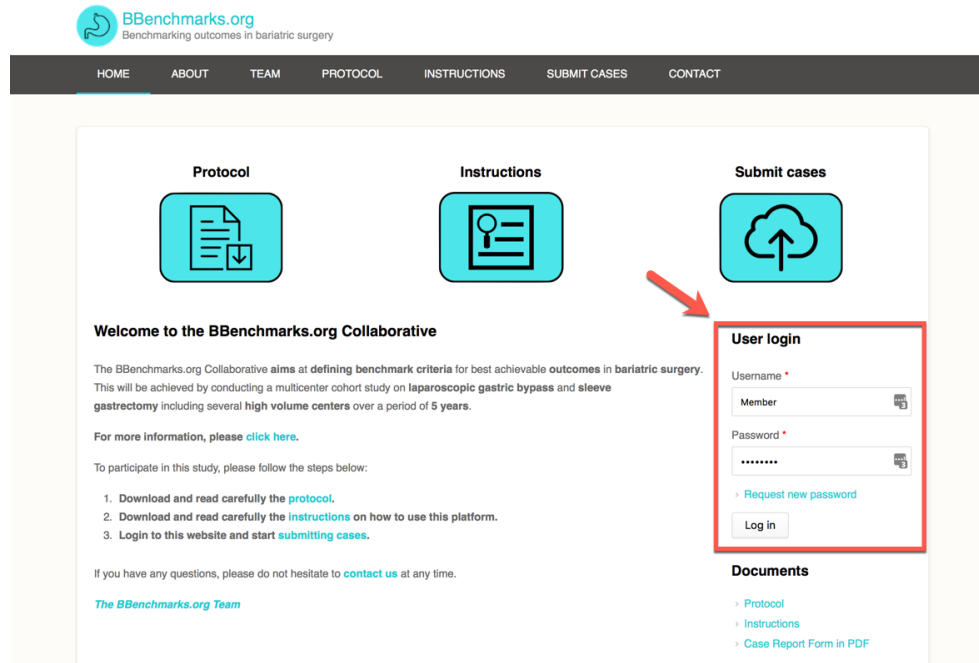 BBenchmarks.org
Benchmarking outcomes in bariatric surgery
HOME ABOUT TEAM PROTOCOL INSTRUCTIONS SUBMIT CASES CONTACT
Protocol Instructions Submit cases
Welcome to the BBenchmarks.org Collaborative
The BBenchmarks.org Collaborative aims at defining benchmark criteria for best achievable outcomes in bariatric surgery.
This will be achieved by conducting a multicenter cohort study on laparoscopic gastric bypass and sleeve
gastrectomy including several high volume centers over a period of 5 years.
For more information, please click here.
To participate in this study, please follow the steps below:
1. Download and read carefully the protocol.
2. Download and read carefully the instructions on how to use this platform.
3. Login to this website and start submitting cases.
If you have any questions, please do not hesitate to contact us at any time.
The BBenchmarks.org Team
User login
Username *
Member
3
Password *
••••••••
3
Request new password
Log in
Documents
Protocol
Instructions
Case Report Form in PDF